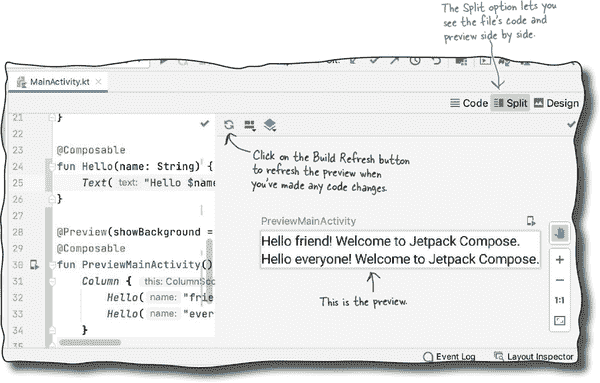 The Split option lets you
see the file's code and
preview side by side.
MainActivity.kt
Code Split Design
21 }
22
23 @Composable
24 fun Hello(name: String) {
25 Text( text: "Hello $name
26 }
27
28 @Preview(showBackground =
29 @Composable
30 fun PreviewMainActivity()
31 Column { this: ColumnSco
32 Hello( name: "frie
33 Hello( name: "ever
34 }
35
Click on the Build Refresh button
to refresh the preview when
you've made any code changes.
PreviewMainActivity
Hello friend! Welcome to Jetpack Compose.
Hello everyone! Welcome to Jetpack Compose.
This is the preview.
+
−
1:1
Event Log Layout Inspector